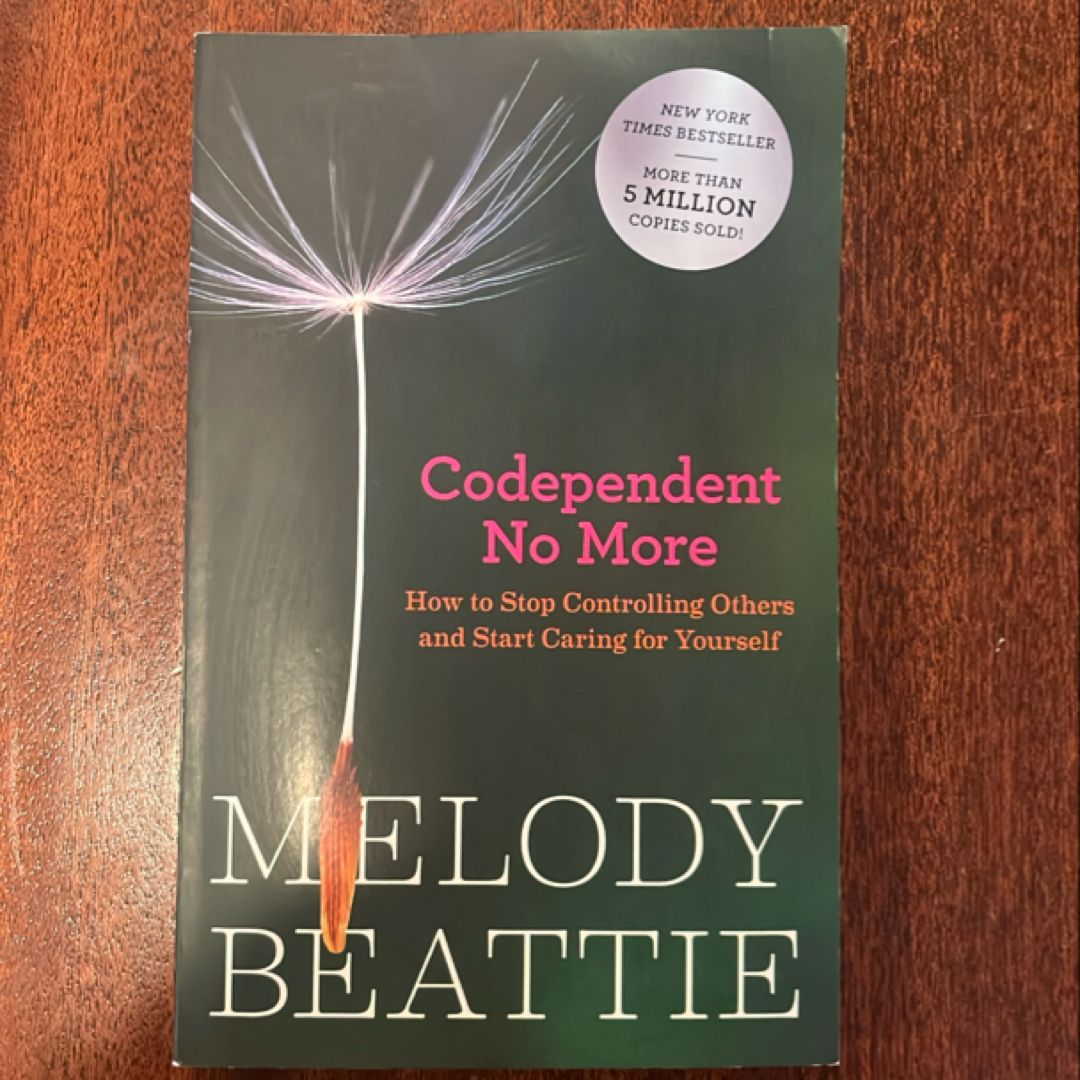 NEW YORK
TIMES BESTSELLER
MORE THAN
5 MILLION
COPIES SOLD!
Codependent
No More
How to Stop Controlling Others
and Start Caring for Yourself
MELODY
BEATTIE